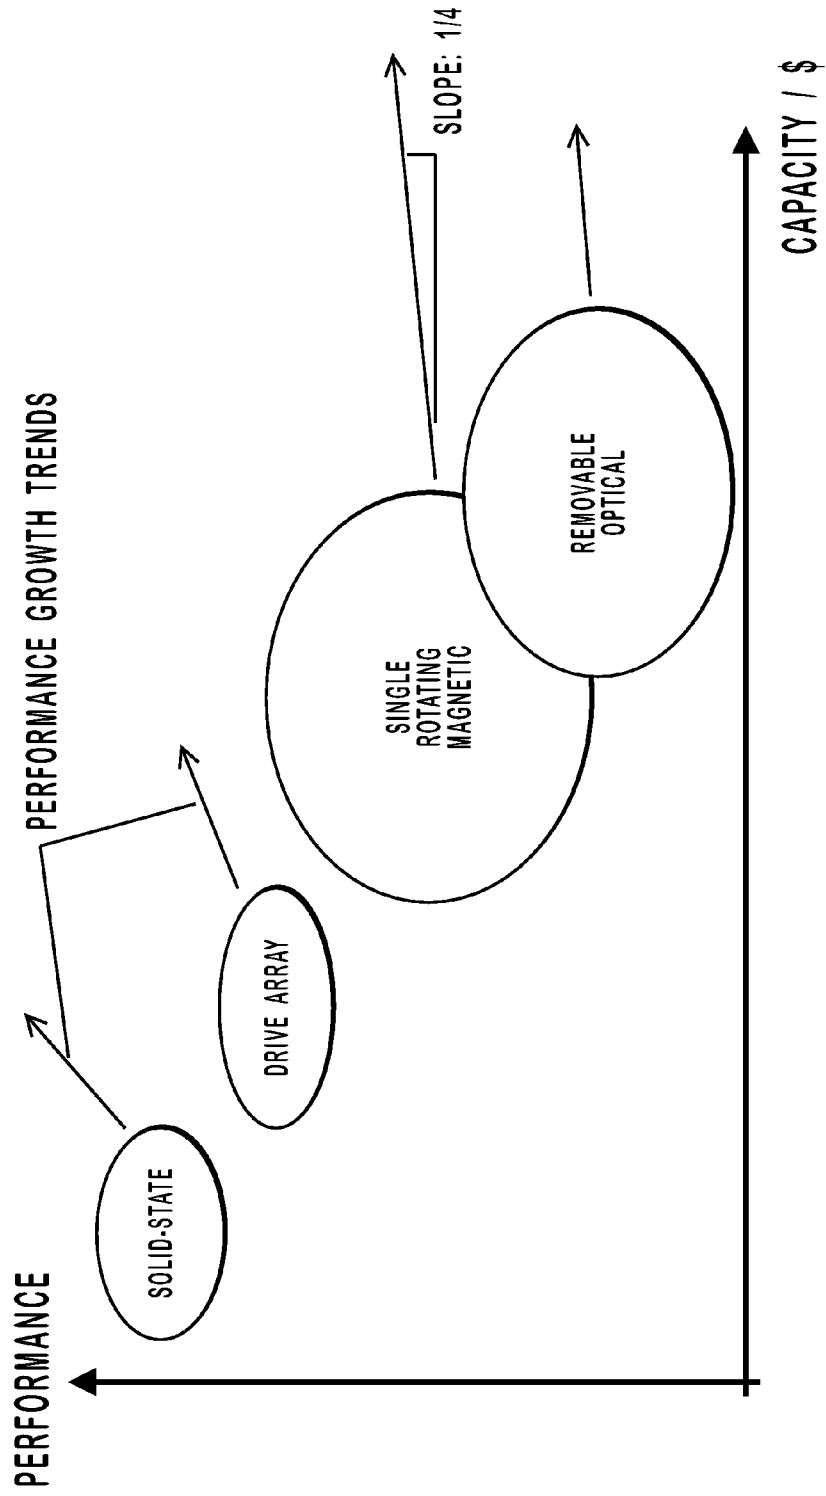 PERFORMANCE
PERFORMANCE GROWTH TRENDS
SOLID-STATE
DRIVE ARRAY
SINGLE
ROTATING
MAGNETIC
SLOPE: 1/4
REMOVABLE
OPTICAL
CAPACITY / $